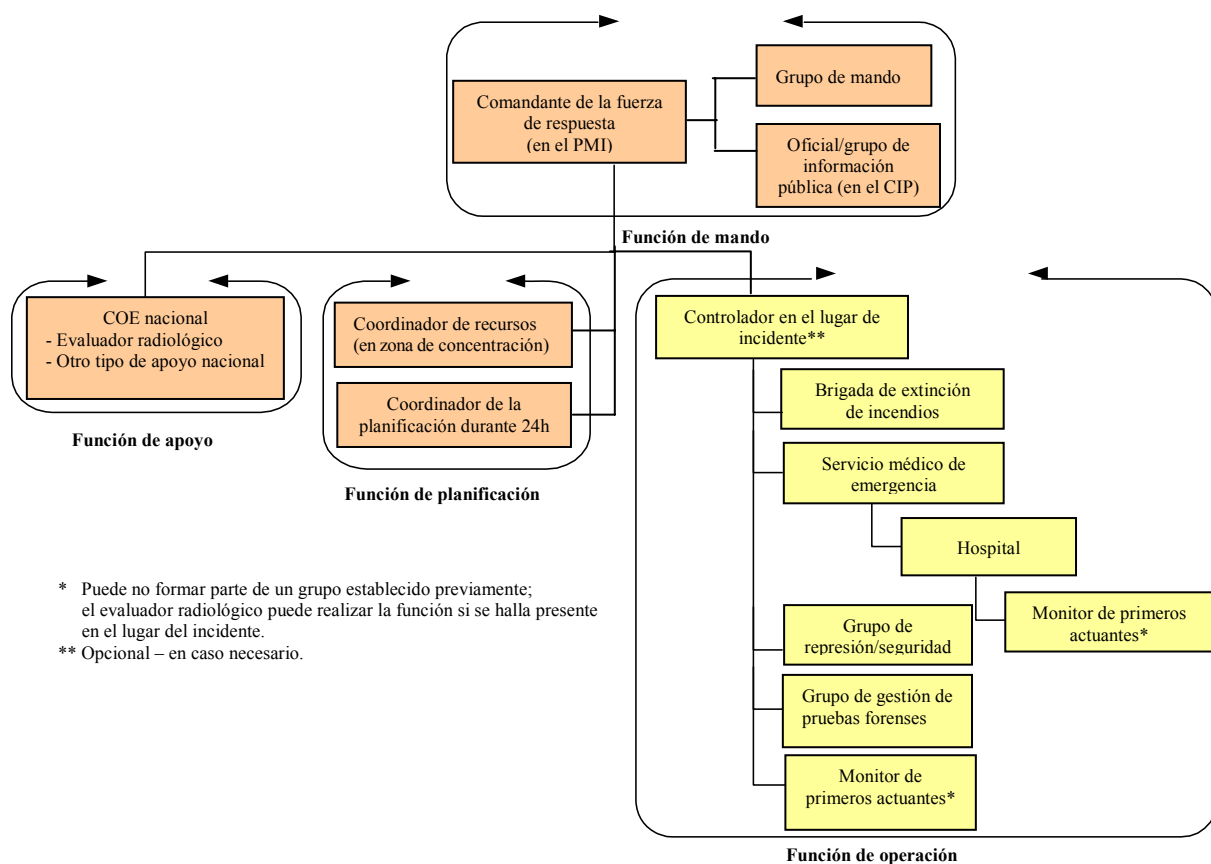 Comandante de la fuerza
de respuesta
(en el PMI)
Grupo de mando
Oficial/grupo de
información
pública (en el CIP)
Función de mando
COE nacional
- Evaluador radiológico
- Otro tipo de apoyo nacional
Función de apoyo
Coordinador de recursos
(en zona de concentración)
Coordinador de la
planificación durante 24h
Función de planificación
Controlador en el lugar de
incidente**
Brigada de extinción
de incendios
Servicio médico de
emergencia
Hospital
Monitor de primeros
actuantes*
Grupo de
represión/seguridad
Grupo de gestión de
pruebas forenses
Monitor de
primeros actuantes*
Función de operación
* Puede no formar parte de un grupo establecido previamente;
el evaluador radiológico puede realizar la función si se halla presente
en el lugar del incidente.
** Opcional – en caso necesario.